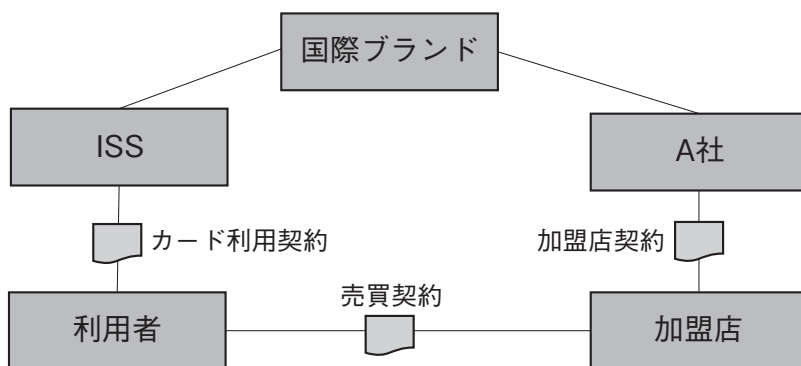 国際ブランド
ISS
A社
カード利用契約
加盟店契約
売買契約
利用者
加盟店